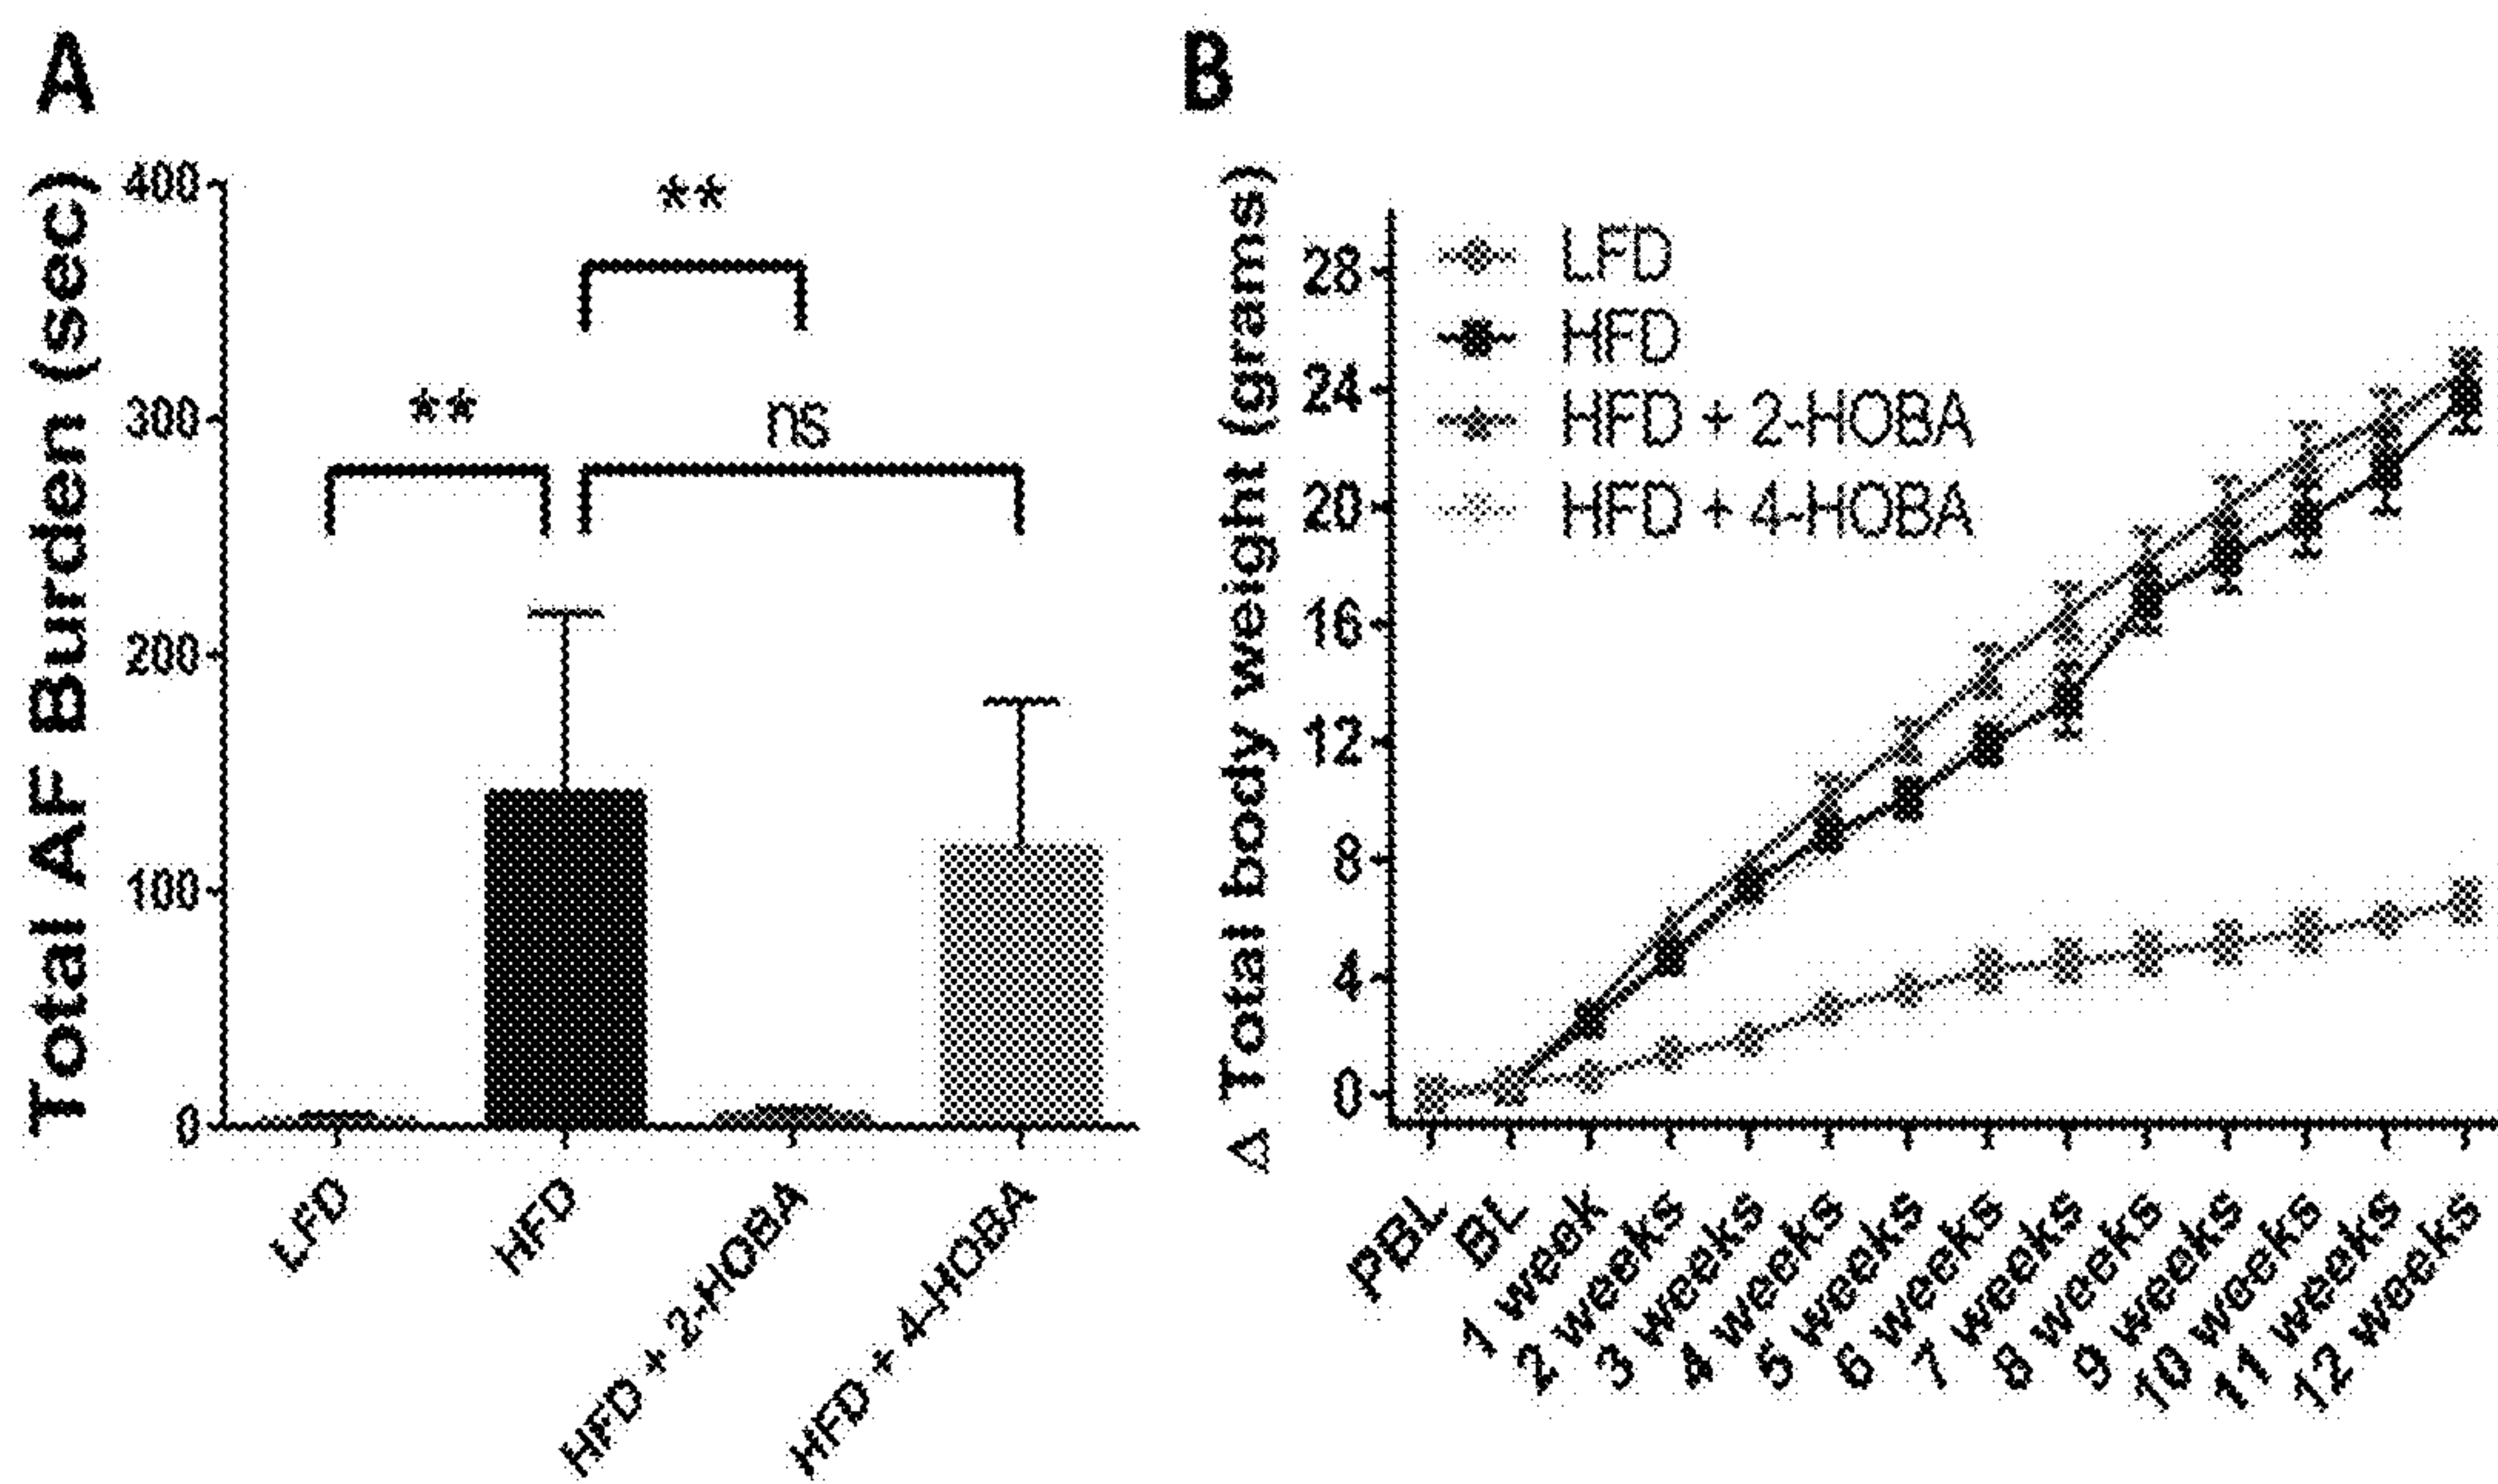 A
Total AF Burden (sec)
400
300
200
100
0
**
**
ns
LFD
HFD
HFD + 2-HOBA
HFD + 4-HOBA
B
Δ Total body weight (grams)
28
24
20
16
12
8
4
0
LFD
HFD
HFD + 2-HOBA
HFD + 4-HOBA
PBL
BL
1 week
2 weeks
3 weeks
4 weeks
5 weeks
6 weeks
7 weeks
8 weeks
9 weeks
10 weeks
11 weeks
12 weeks